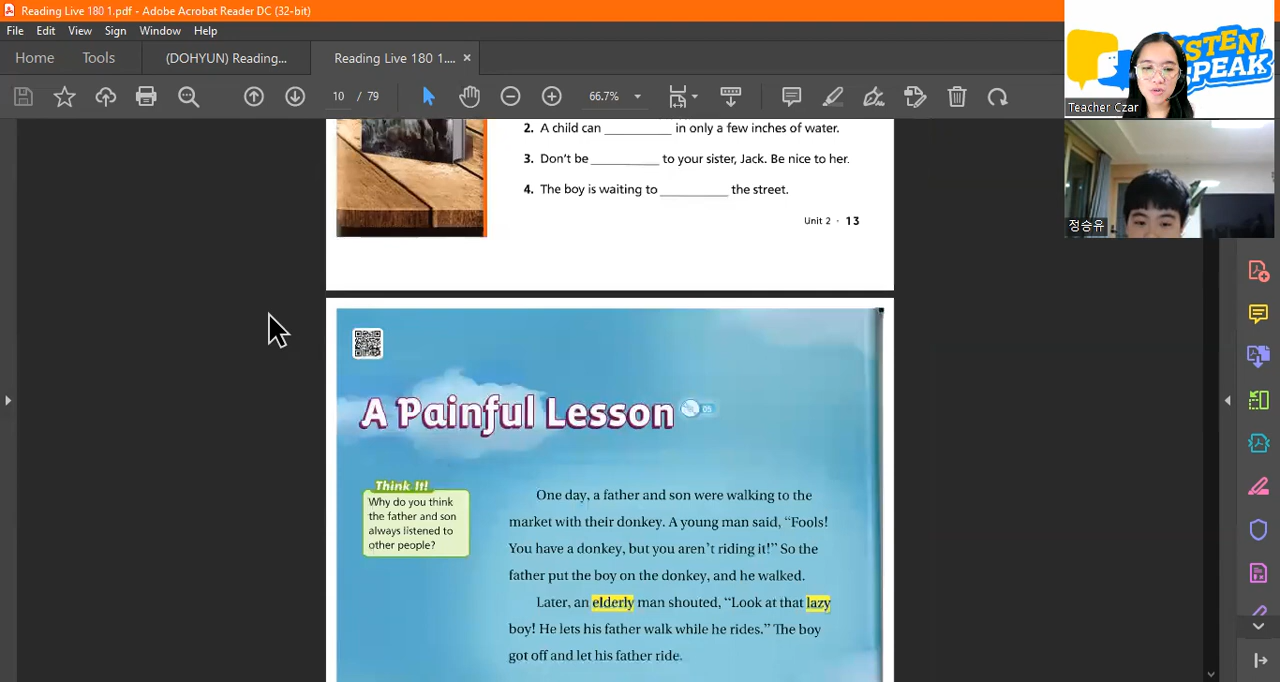 Reading Live 180 1.pdf - Adobe Acrobat Reader DC (32-bit)
File Edit View Sign Window Help
Home Tools (DOHYUN) Reading... Reading Live 180 1.... ×
10 / 79 66.7%
2. A child can __________ in only a few inches of water.
3. Don't be __________ to your sister, Jack. Be nice to her.
4. The boy is waiting to __________ the street.
Unit 2 · 13
A Painful Lesson 05
Think It!
Why do you think
the father and son
always listened to
other people?
One day, a father and son were walking to the
market with their donkey. A young man said, “Fools!
You have a donkey, but you aren’t riding it!” So the
father put the boy on the donkey, and he walked.
Later, an elderly man shouted, “Look at that lazy
boy! He lets his father walk while he rides.” The boy
got off and let his father ride.
PEAK
Teacher Czar
정승유